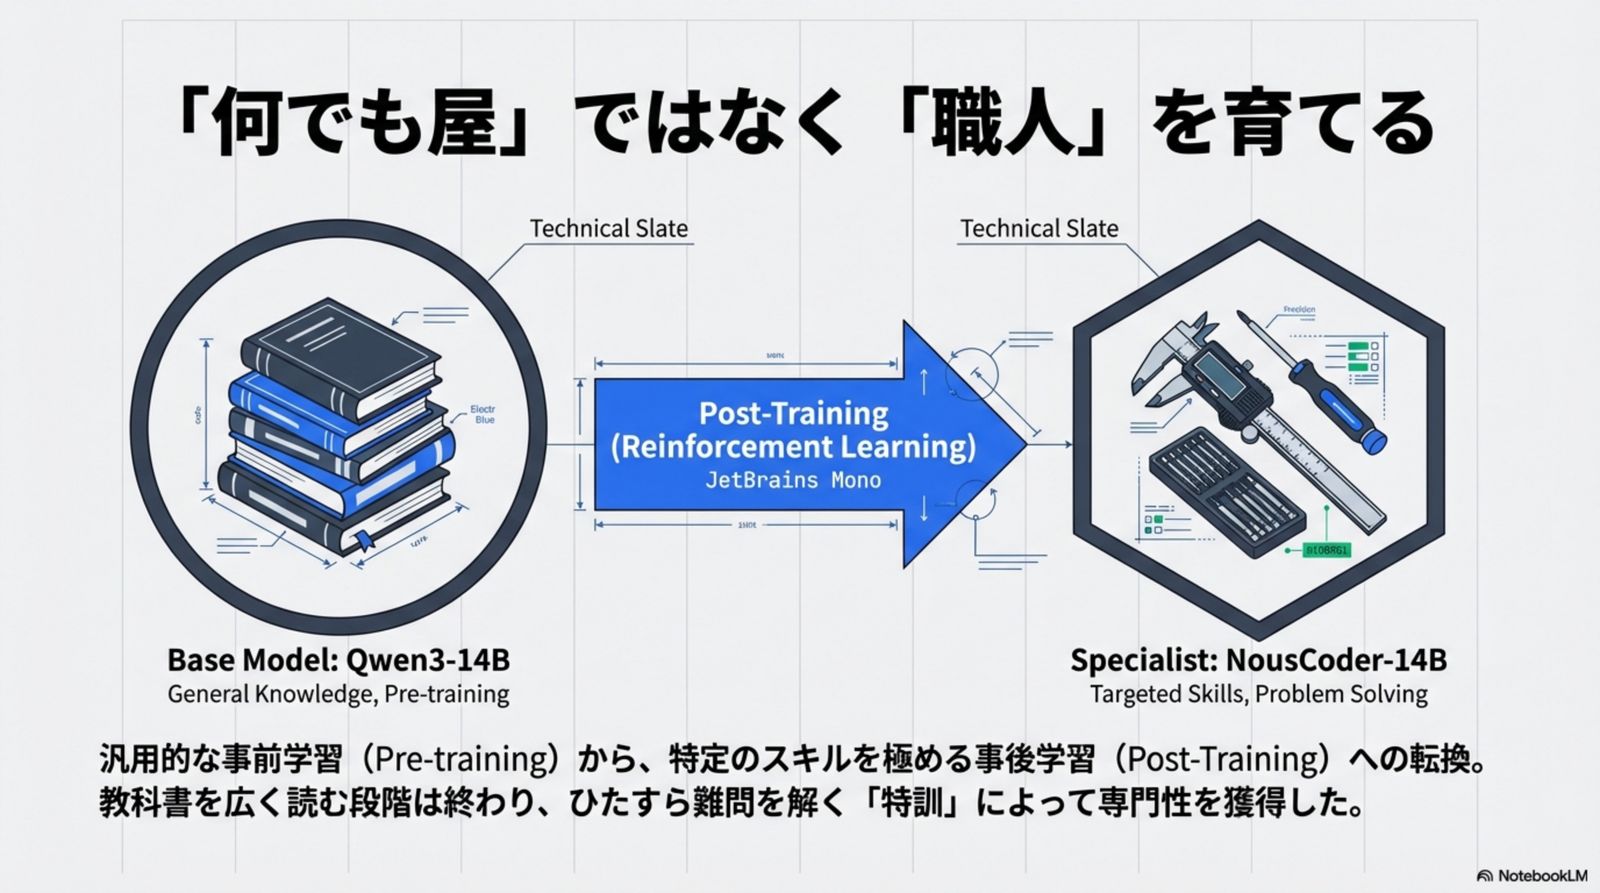 「何でも屋」ではなく「職人」を育てる
Technical Slate
Technical Slate
Electr
Blue
Precision
Post-Training
(Reinforcement Learning)
JetBrains Mono
Base Model: Qwen3-14B
General Knowledge, Pre-training
Specialist: NousCoder-14B
Targeted Skills, Problem Solving
汎用的な事前学習（Pre-training）から、特定のスキルを極める事後学習（Post-Training）への転換。
教科書を広く読む段階は終わり、ひたすら難問を解く「特訓」によって専門性を獲得した。
NotebookLM